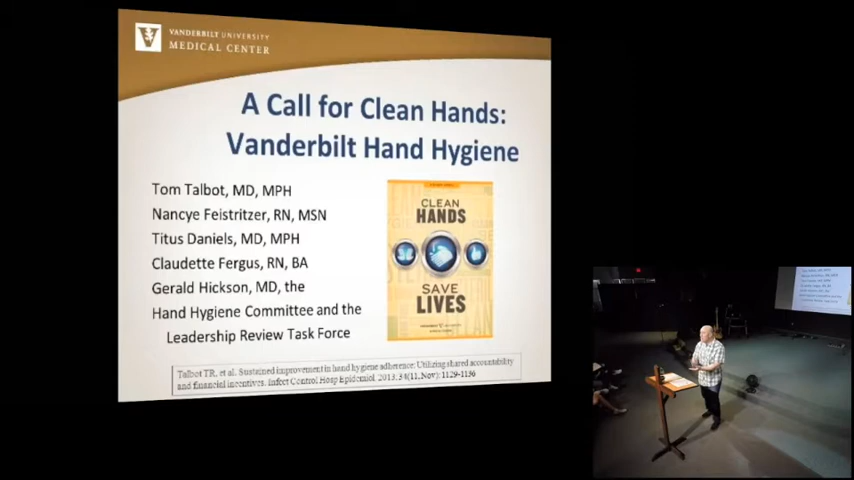 VANDERBILT UNIVERSITY
MEDICAL CENTER
A Call for Clean Hands:
Vanderbilt Hand Hygiene
Tom Talbot, MD, MPH
Nancye Feistritzer, RN, MSN
Titus Daniels, MD, MPH
Claudette Fergus, RN, BA
Gerald Hickson, MD, the
Hand Hygiene Committee and the
Leadership Review Task Force
CLEAN
HANDS
SAVE
LIVES
Talbot TR, et al. Sustained improvement in hand hygiene adherence: Utilizing shared accountability
and financial incentives. Infect Control Hosp Epidemiol. 2013;34(11, Nov): 1129-1136